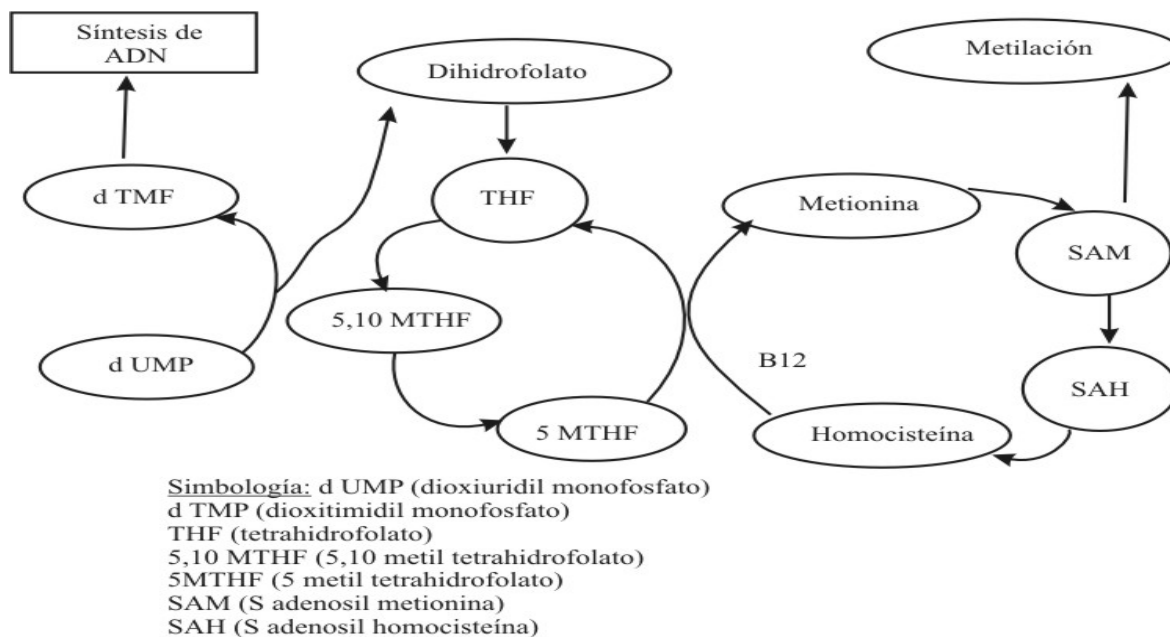 Síntesis de
ADN
Dihidrofolato
Metilación
d TMF
THF
Metionina
SAM
5,10 MTHF
d UMP
B12
SAH
5 MTHF
Homocisteína
Simbología: d UMP (dioxiuridil monofosfato)
d TMP (dioxitimidil monofosfato)
THF (tetrahidrofolato)
5,10 MTHF (5,10 metil tetrahidrofolato)
5MTHF (5 metil tetrahidrofolato)
SAM (S adenosil metionina)
SAH (S adenosil homocisteína)